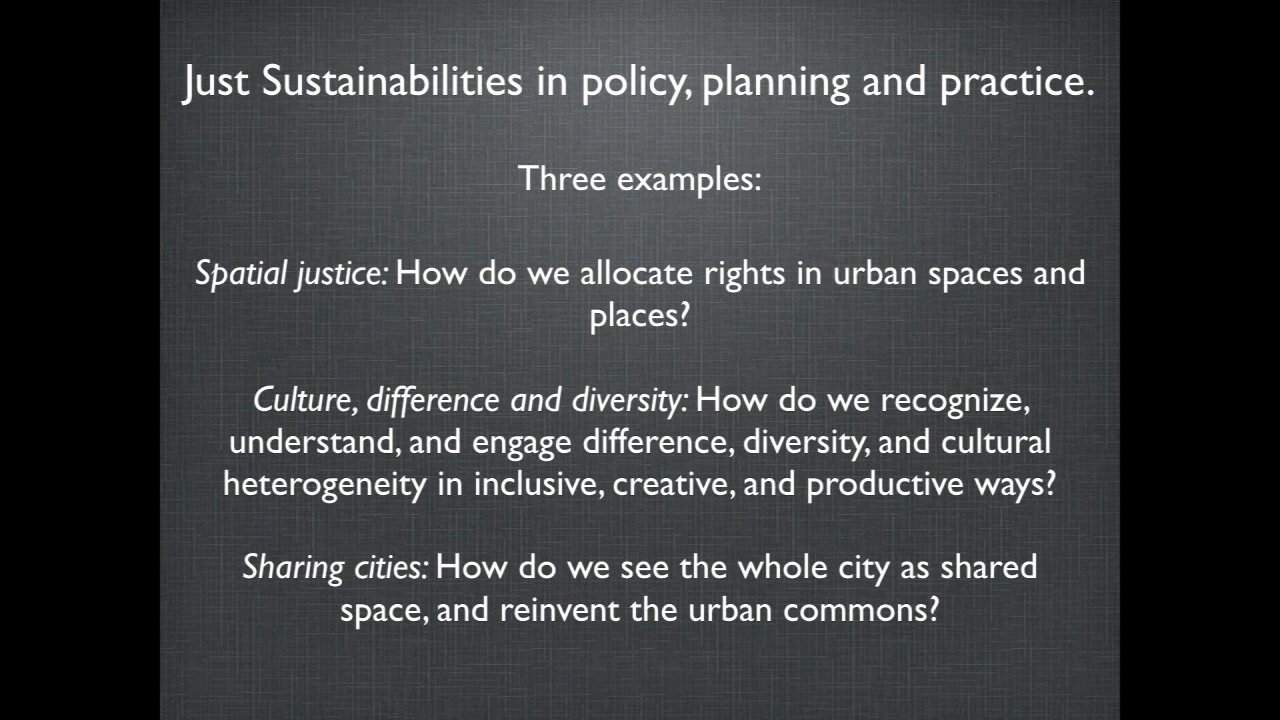 Just Sustainabilities in policy, planning and practice.
Three examples:
Spatial justice: How do we allocate rights in urban spaces and
places?
Culture, difference and diversity: How do we recognize,
understand, and engage difference, diversity, and cultural
heterogeneity in inclusive, creative, and productive ways?
Sharing cities: How do we see the whole city as shared
space, and reinvent the urban commons?